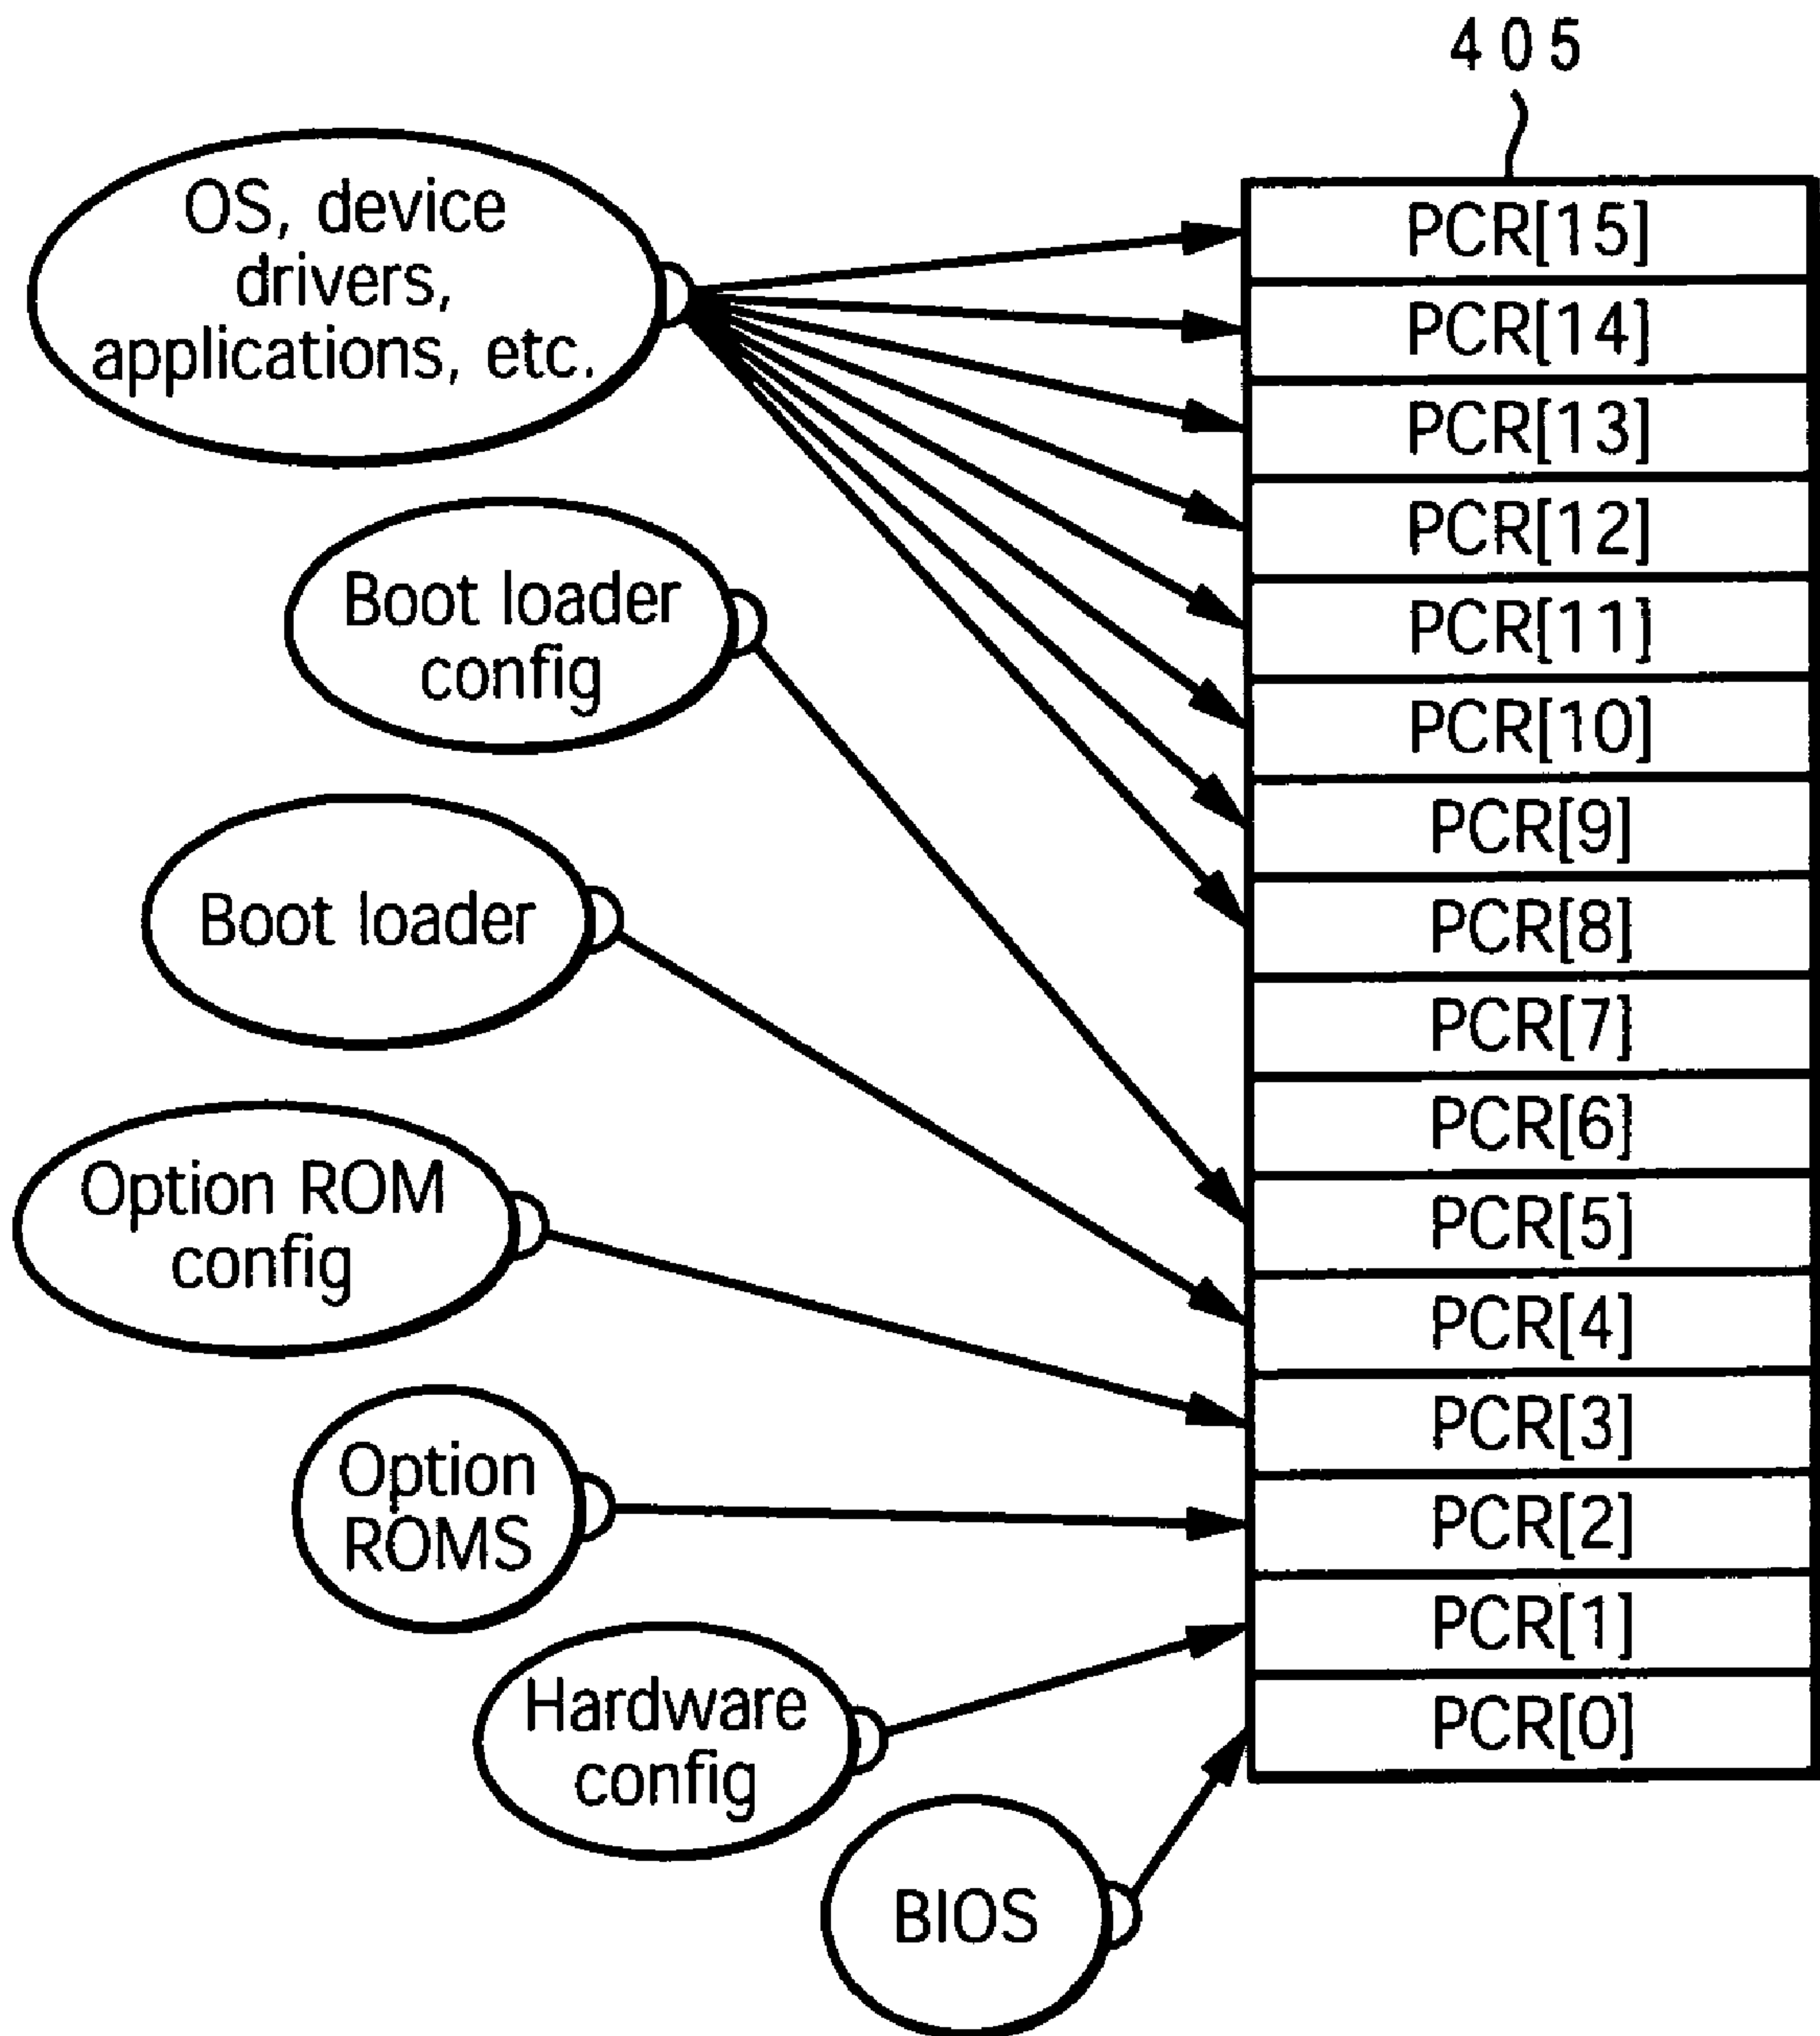 405
OS, device
drivers,
applications, etc.
Boot loader
config
Boot loader
Option ROM
config
Option
ROMS
Hardware
config
BIOS
PCR[15]
PCR[14]
PCR[13]
PCR[12]
PCR[11]
PCR[10]
PCR[9]
PCR[8]
PCR[7]
PCR[6]
PCR[5]
PCR[4]
PCR[3]
PCR[2]
PCR[1]
PCR[0]